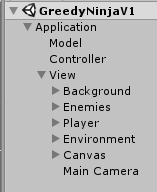 GreedyNinjaV1
Application
Model
Controller
View
Background
Enemies
Player
Environment
Canvas
Main Camera